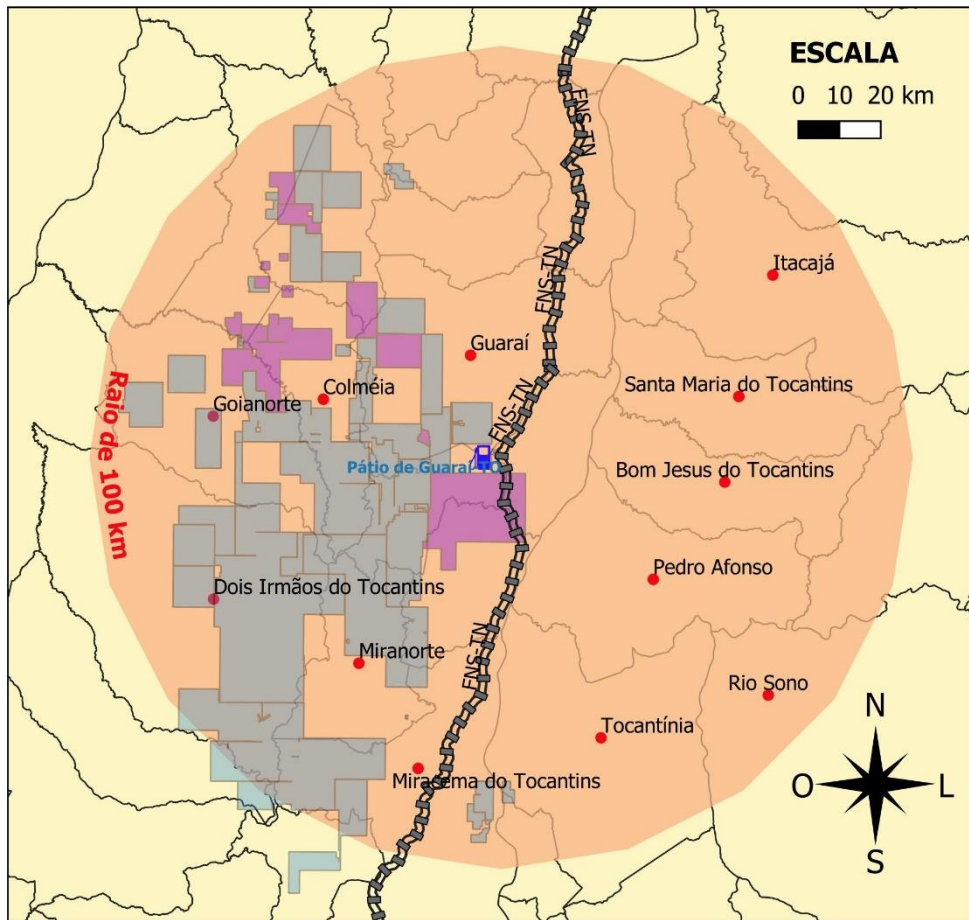 ESCALA
0 10 20 km
FNS-TN
Itacajá
FNS-TN
Guaraí
Santa Maria do Tocantins
Colméia
Goianorte
FNS-TN
Raio de 100 km
Pátio de Guaraí-TO
Bom Jesus do Tocantins
Pedro Afonso
Dois Irmãos do Tocantins
Miranorte
FNS-TN
Rio Sono
Tocantínia
N
Miracema do Tocantins
O L
S